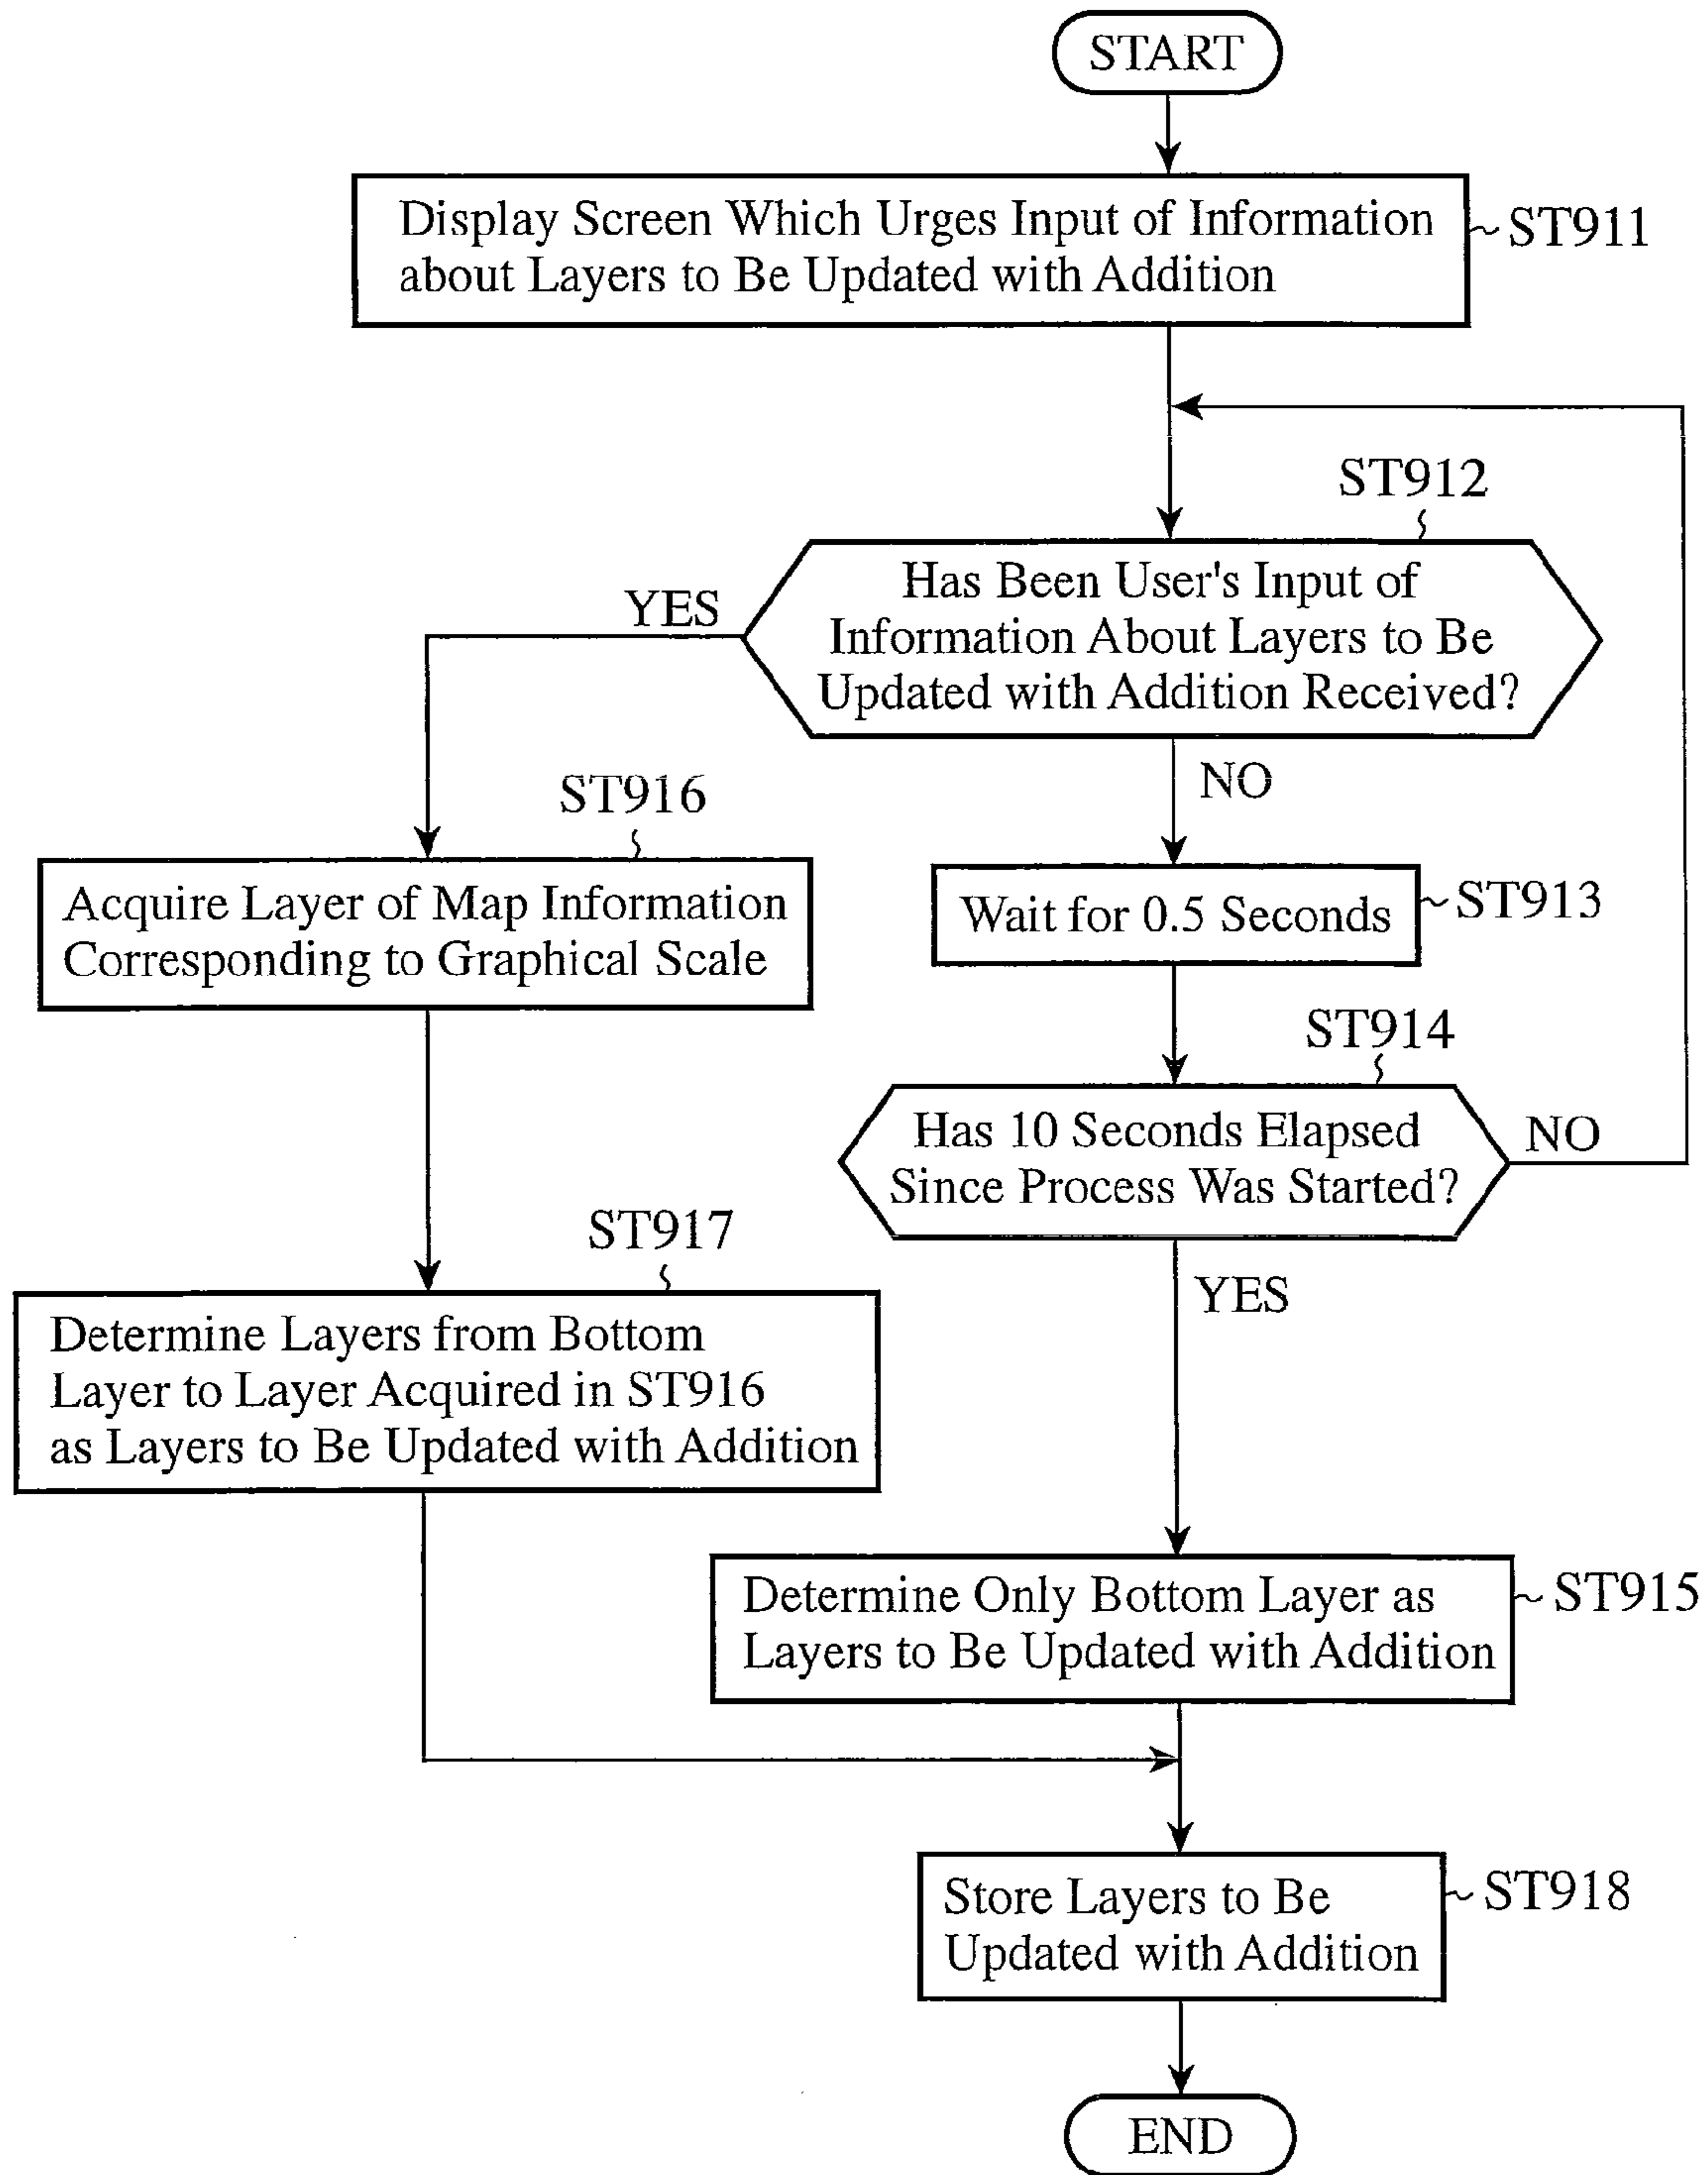 START
Display Screen Which Urges Input of Information
about Layers to Be Updated with Addition
ST911
ST912
Has Been User's Input of
Information About Layers to Be
Updated with Addition Received?
YES
NO
ST916
Acquire Layer of Map Information
Corresponding to Graphical Scale
Wait for 0.5 Seconds
ST913
ST914
Has 10 Seconds Elapsed
Since Process Was Started?
NO
YES
ST917
Determine Layers from Bottom
Layer to Layer Acquired in ST916
as Layers to Be Updated with Addition
Determine Only Bottom Layer as
Layers to Be Updated with Addition
ST915
Store Layers to Be
Updated with Addition
ST918
END